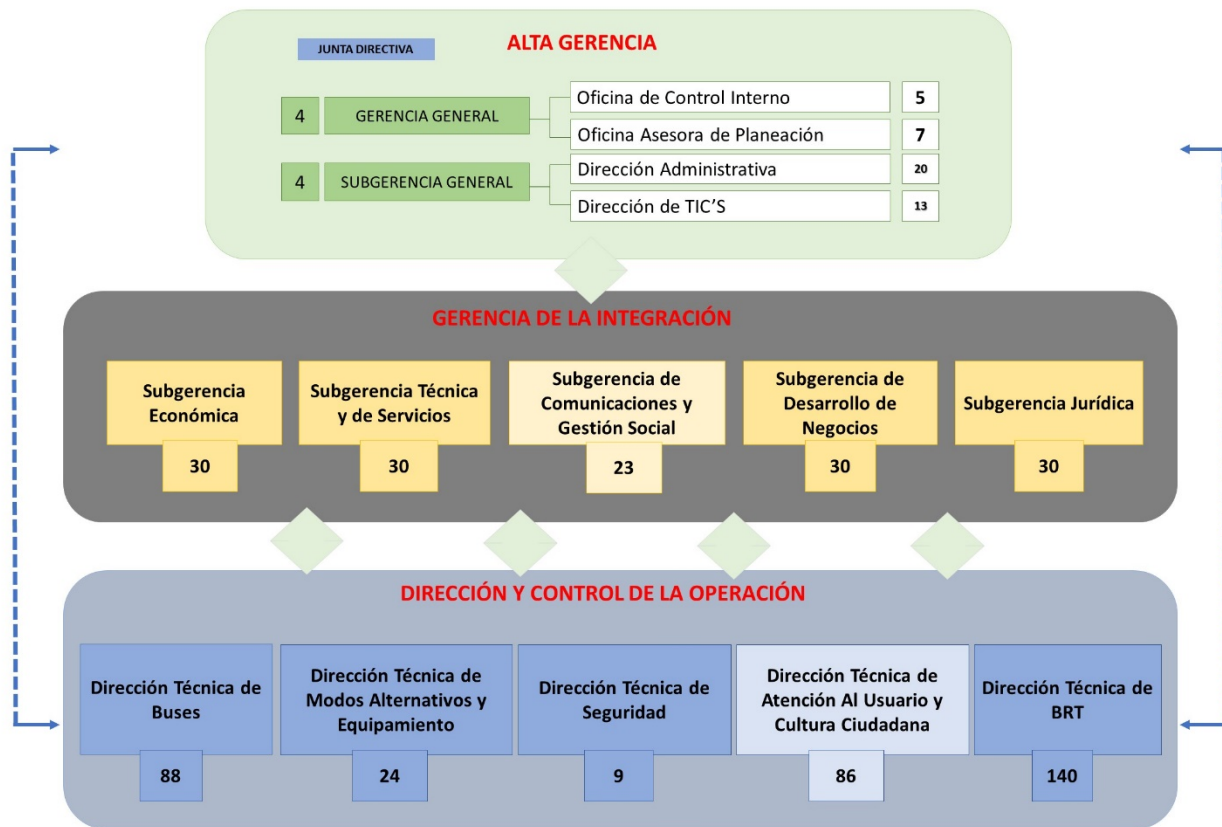 ALTA GERENCIA
JUNTA DIRECTIVA
4 GERENCIA GENERAL
Oficina de Control Interno 5
Oficina Asesora de Planeación 7
4 SUBGERENCIA GENERAL
Dirección Administrativa 20
Dirección de TIC'S 13
GERENCIA DE LA INTEGRACIÓN
Subgerencia
Económica
30
Subgerencia Técnica
y de Servicios
30
Subgerencia de
Comunicaciones y
Gestión Social
23
Subgerencia de
Desarrollo de
Negocios
30
Subgerencia Jurídica
30
DIRECCIÓN Y CONTROL DE LA OPERACIÓN
Dirección Técnica de
Buses
88
Dirección Técnica de
Modos Alternativos y
Equipamiento
24
Dirección Técnica de
Seguridad
9
Dirección Técnica de
Atención Al Usuario y
Cultura Ciudadana
86
Dirección Técnica de
BRT
140